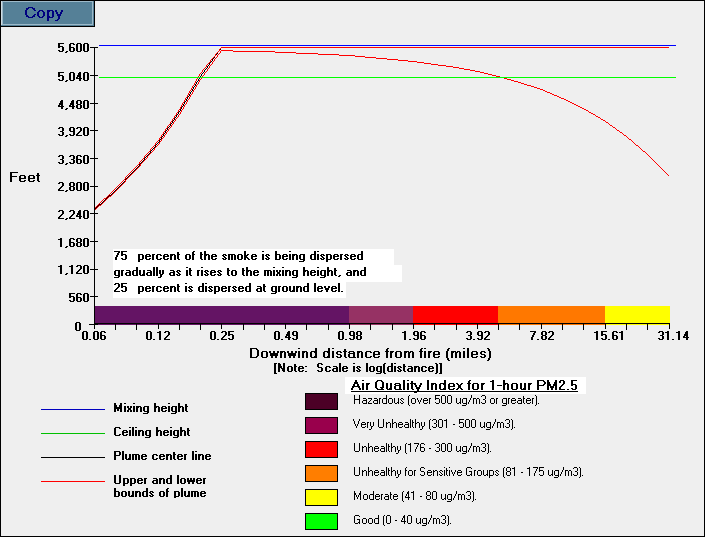 Copy
5,600
5,040
4,480
3,920
3,360
Feet
2,800
2,240
1,680
1,120
560
0
75 percent of the smoke is being dispersed
gradually as it rises to the mixing height, and
25 percent is dispersed at ground level.
0.06 0.12 0.25 0.49 0.98 1.96 3.92 7.82 15.61 31.14
Downwind distance from fire (miles)
[Note: Scale is log(distance)]
Mixing height
Ceiling height
Plume center line
Upper and lower
bounds of plume
Air Quality Index for 1-hour PM2.5
Hazardous (over 500 ug/m3 or greater).
Very Unhealthy (301 - 500 ug/m3).
Unhealthy (176 - 300 ug/m3).
Unhealthy for Sensitive Groups (81 - 175 ug/m3).
Moderate (41 - 80 ug/m3).
Good (0 - 40 ug/m3).